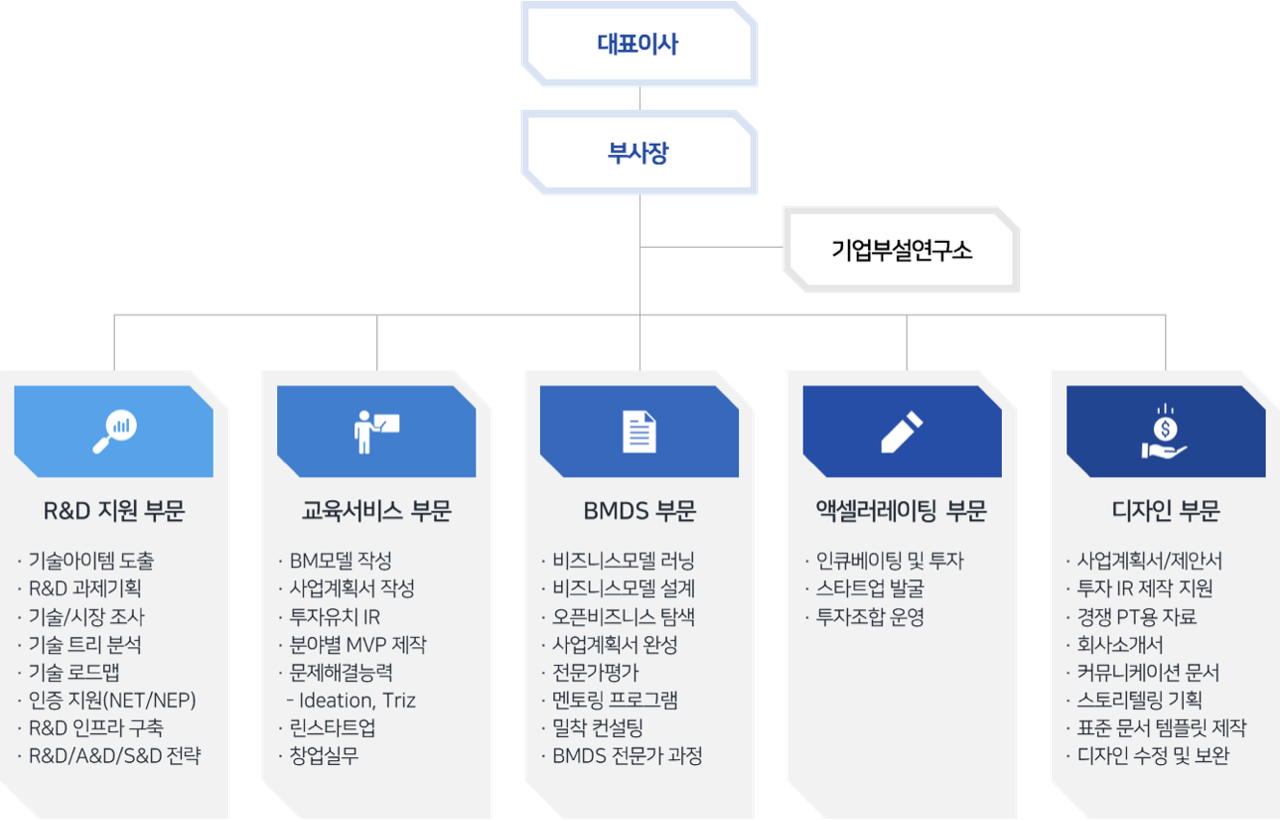 대표이사
부사장
기업부설연구소
R&D 지원 부문
· 기술아이템 도출
· R&D 과제기획
· 기술/시장 조사
· 기술 트리 분석
· 기술 로드맵
· 인증 지원(NET/NEP)
· R&D 인프라 구축
· R&D/A&D/S&D 전략
교육서비스 부문
· BM모델 작성
· 사업계획서 작성
· 투자유치 IR
· 분야별 MVP 제작
· 문제해결능력
- Ideation, Triz
· 린스타트업
· 창업실무
BMDS 부문
· 비즈니스모델 러닝
· 비즈니스모델 설계
· 오픈비즈니스 탐색
· 사업계획서 완성
· 전문가평가
· 멘토링 프로그램
· 밀착 컨설팅
· BMDS 전문가 과정
액셀러레이팅 부문
· 인큐베이팅 및 투자
· 스타트업 발굴
· 투자조합 운영
$
디자인 부문
· 사업계획서/제안서
· 투자 IR 제작 지원
· 경쟁 PT용 자료
· 회사소개서
· 커뮤니케이션 문서
· 스토리텔링 기획
· 표준 문서 템플릿 제작
· 디자인 수정 및 보완